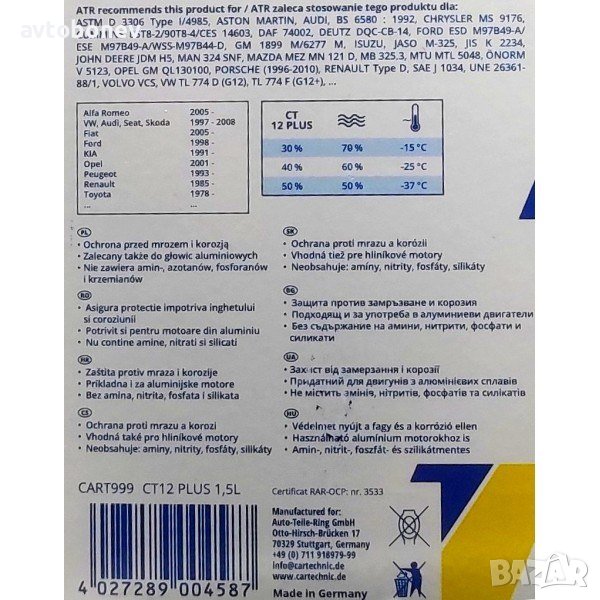 ATR recommends this product for / ATR zaleca stosowanie tego produktu dla:
ASTM D 3306 Type I/4985, ASTON MARTIN, AUDI, BS 6580 : 1992, CHRYSLER MS 9176,
90T8-2/90T8-4/CES 14603, DAF 74002, DEUTZ DQC-CB-14, FORD ESD M97B49-A/
ESE M97B49-A/WSS-M97B44-D, GM 1899 M/6277 M, ISUZU, JASO M-325, JIS K 2234,
JOHN DEERE JDM H5, MAN 324 SNF, MAZDA MEZ MN 121 D, MB 325.3, MTU MTL 5048, ÖNORM
V 5123, OPEL GM QL130100, PORSCHE (1996-2010), RENAULT Type D, SAE J 1034, UNE 26361-
88/1, VOLVO VCS, VW TL 774 D (G12), TL 774 F (G12+), ...
Alfa Romeo 2005 -
VW, Audi, Seat, Skoda 1997 - 2008
Fiat 2005 -
Ford 1998 -
KIA 1991 -
Opel 2001 -
Peugeot 1993 -
Renault 1985 -
Toyota 1978 -
... ...
CT
12 PLUS
30 % 70 % -15 °C
40 % 60 % -25 °C
50 % 50 % -37 °C
PL
• Ochrona przed mrozem i korozją
• Zalecany także do głowic aluminiowych
• Nie zawiera amin-, azotanów, fosforanów
i krzemianów
RO
• Asigura protectie impotriva inghetului
si coroziunii
• Potrivit si pentru motoare din aluminiu
• Nu contine amine, nitrati si silicati
HR
• Zaštita protiv mraza i korozije
• Prikladna i za aluminijske motore
• Bez amina, nitrita, fosfata i silikata
CS
• Ochrana proti mrazu a korozi
• Vhodná také pro hliníkové motory
• Neobsahuje: aminy, nitrity, fosfáty, silikáty
SK
• Ochrana proti mrazu a korózii
• Vhodná tiež pre hliníkové motory
• Neobsahuje: amíny, nitrity, fosfáty, silikáty
BG
• Защита против замръзване и корозия
• Подходящ и за употреба в алуминиеви двигатели
• Без съдържание на амини, нитрити, фосфати и
силикати
UA
• Захист від замерзання і корозії
• Придатний для двигунів з алюмінієвих сплавів
• Не містить амінів, нітритів, фосфатів та силікатів
HU
• Védelmet nyújt a fagy és a korrózió ellen
• Használható alumínium motorokhoz is
• Amin-, nitrit-, foszfát- és szilikátmentes
CART999 CT12 PLUS 1,5L
Certificat RAR-OCP: nr. 3533
Manufactured for:
Auto-Teile-Ring GmbH
Otto-Hirsch-Brücken 17
70329 Stuttgart, Germany
+49 (0) 711 918979-99
info@cartechnic.de
www.cartechnic.de
Made in Germany
4 027289 004587
autobohev
BAZAR